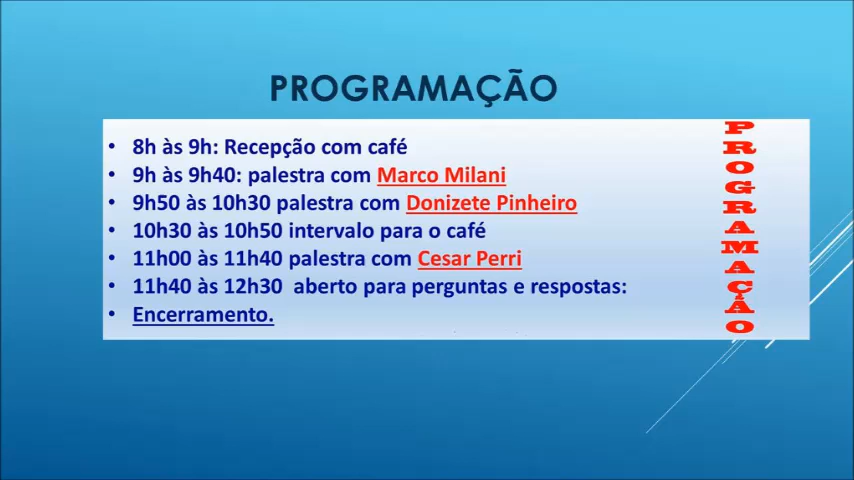 PROGRAMAÇÃO
• 8h às 9h: Recepção com café
• 9h às 9h40: palestra com Marco Milani
• 9h50 às 10h30 palestra com Donizete Pinheiro
• 10h30 às 10h50 intervalo para o café
• 11h00 às 11h40 palestra com Cesar Perri
• 11h40 às 12h30 aberto para perguntas e respostas:
• Encerramento.
PROGRAMAÇÃO